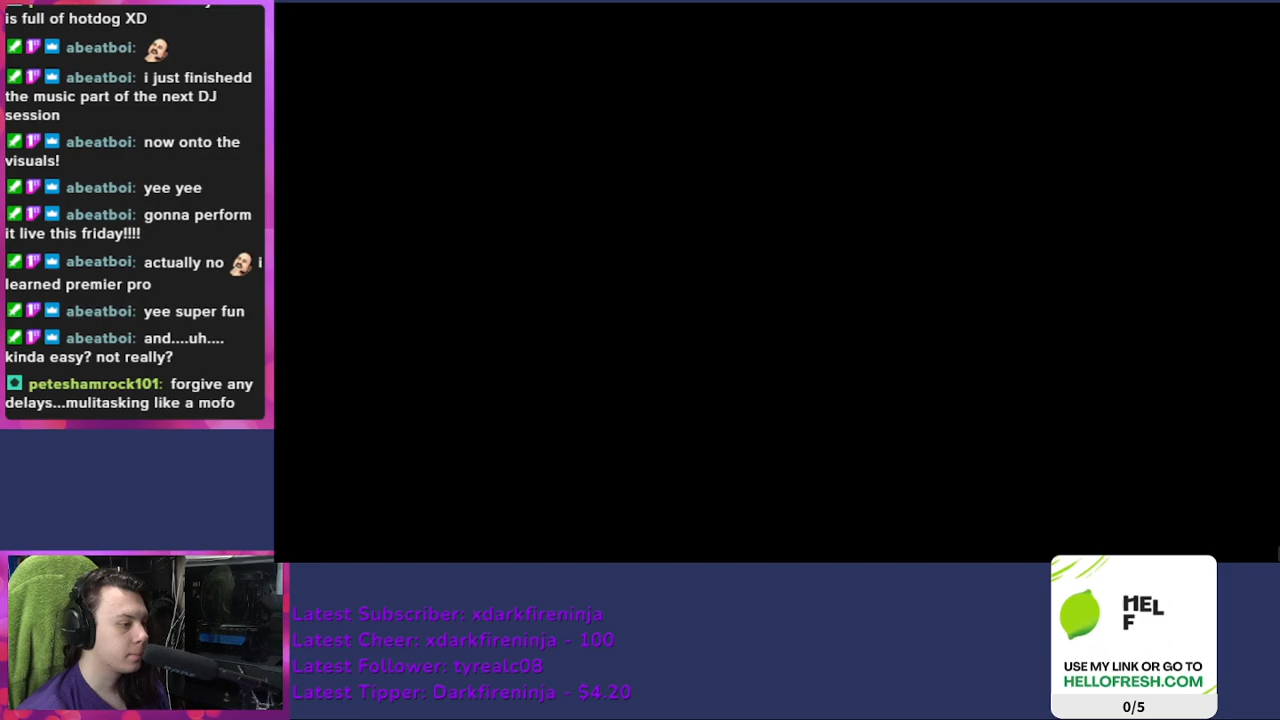 is full of hotdog XD
abeatboi:
abeatboi: i just finishedd
the music part of the next DJ
session
abeatboi: now onto the
visuals!
abeatboi: yee yee
abeatboi: gonna perform
it live this friday!!!!
abeatboi: actually no i
learned premier pro
abeatboi: yee super fun
abeatboi: and....uh....
kinda easy? not really?
peteshamrock101: forgive any
delays...mulitasking like a mofo
Latest Subscriber: xdarkfireninja
Latest Cheer: xdarkfireninja - 100
Latest Follower: tyrealc08
Latest Tipper: Darkfireninja - $4.20
HEL
F
USE MY LINK OR GO TO
HELLOFRESH.COM
0/5